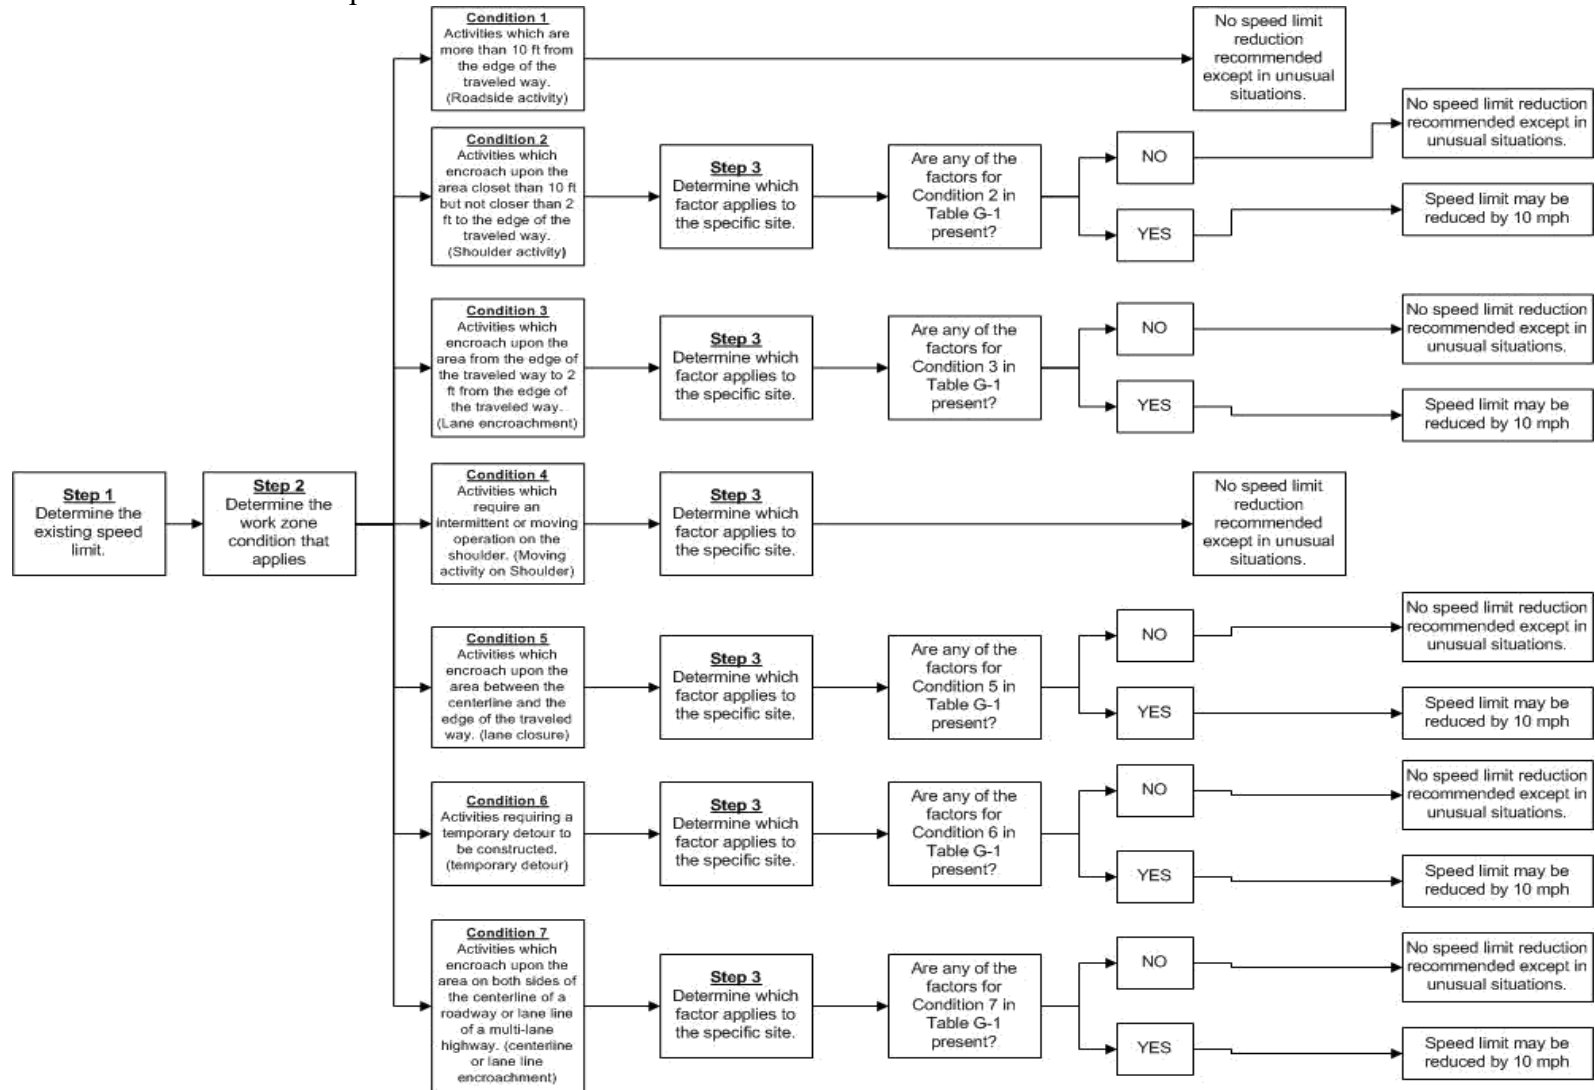 Condition 1
Activities which are
more than 10 ft from
the edge of the
traveled way.
(Roadside activity)
No speed limit
reduction
recommended
except in unusual
situations.
Condition 2
Activities which
encroach upon the
area closet than 10 ft
but not closer than 2
ft to the edge of the
traveled way.
(Shoulder activity)
Step 3
Determine which
factor applies to
the specific site.
Are any of the
factors for
Condition 2 in
Table G-1
present?
NO
No speed limit reduction
recommended except in
unusual situations.
YES
Speed limit may be
reduced by 10 mph
Condition 3
Activities which
encroach upon the
area from the edge of
the traveled way to 2
ft from the edge of
the traveled way.
(Lane encroachment)
Step 3
Determine which
factor applies to
the specific site.
Are any of the
factors for
Condition 3 in
Table G-1
present?
NO
No speed limit reduction
recommended except in
unusual situations.
YES
Speed limit may be
reduced by 10 mph
Step 1
Determine the
existing speed
limit.
Step 2
Determine the
work zone
condition that
applies
Condition 4
Activities which
require an
intermittent or moving
operation on the
shoulder. (Moving
activity on Shoulder)
Step 3
Determine which
factor applies to
the specific site.
No speed limit
reduction
recommended
except in unusual
situations.
Condition 5
Activities which
encroach upon the
area between the
centerline and the
edge of the traveled
way. (lane closure)
Step 3
Determine which
factor applies to
the specific site.
Are any of the
factors for
Condition 5 in
Table G-1
present?
NO
No speed limit reduction
recommended except in
unusual situations.
YES
Speed limit may be
reduced by 10 mph
Condition 6
Activities requiring a
temporary detour to
be constructed.
(temporary detour)
Step 3
Determine which
factor applies to
the specific site.
Are any of the
factors for
Condition 6 in
Table G-1
present?
NO
No speed limit reduction
recommended except in
unusual situations.
YES
Speed limit may be
reduced by 10 mph
Condition 7
Activities which
encroach upon the
area on both sides of
the centerline of a
roadway or lane line
of a multi-lane
highway. (centerline
or lane line
encroachment)
Step 3
Determine which
factor applies to
the specific site.
Are any of the
factors for
Condition 7 in
Table G-1
present?
NO
No speed limit reduction
recommended except in
unusual situations.
YES
Speed limit may be
reduced by 10 mph